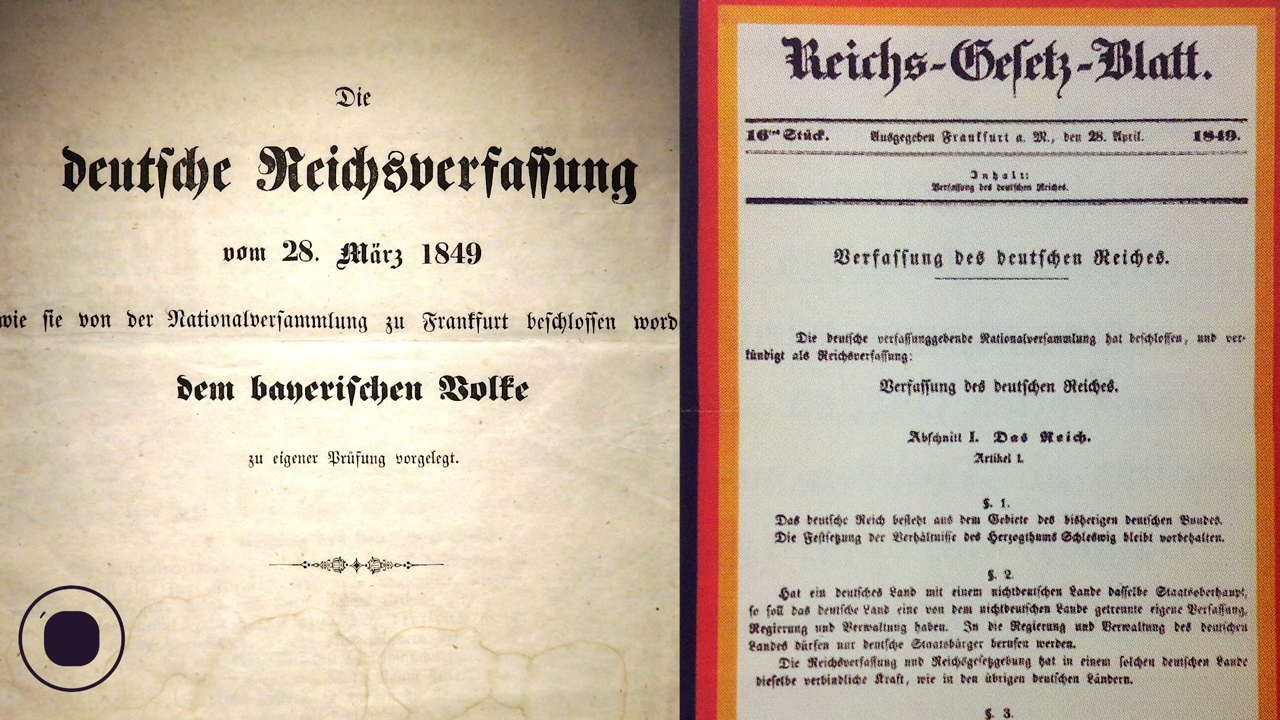 Die
deutsche Reichsverfassung
vom 28. März 1849
wie sie von der Nationalversammlung zu Frankfurt beschlossen
dem bayerischen Volke
zu eigener Prüfung vorgelegt.
Reichs-Gesetz-Blatt.
16tes Stück. Ausgegeben Frankfurt a. M., den 28. April. 1849.
Inhalt:
Verfassung des deutschen Reiches.
Verfassung des deutschen Reiches.
Die deutsche verfassunggebende Nationalversammlung hat beschlossen, und ver-
kündigt als Reichsverfassung:
Verfassung des deutschen Reiches.
Abschnitt I. Das Reich.
Artikel I.
§. 1.
Das deutsche Reich besteht aus dem Gebiete des bisherigen deutschen Bundes.
Die Festsetzung der Verhältnisse des Herzogthums Schleswig bleibt vorbehalten.
§. 2.
Hat ein deutsches Land mit einem nichtdeutschen Lande dasselbe Staatsoberhaupt,
so soll das deutsche Land eine von dem nichtdeutschen Lande getrennte eigene Verfassung,
Regierung und Verwaltung haben. In die Regierung und Verwaltung des deutschen
Landes dürfen nur deutsche Staatsbürger berufen werden.
Die Reichsverfassung und Reichsgesetzgebung hat in einem solchen deutschen Lande
dieselbe verbindliche Kraft, wie in den übrigen deutschen Ländern.
§. 3.